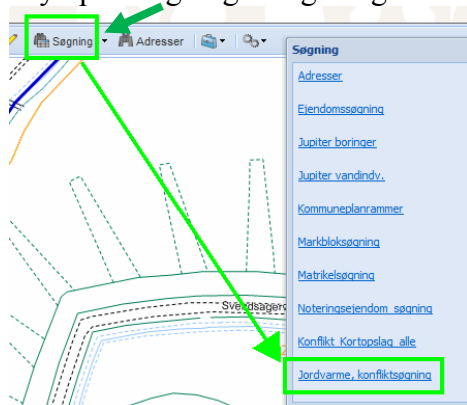 Søgning Adresser
Søgning
Adresser
Ejendomssøgning
Jupiter boringer
Jupiter vandindv.
Kommuneplanrammer
Markbloksøgning
Matrikelsøgning
Noteringsejendom søgning
Konflikt Kortopslag alle
Jordvarme, konfliktsøgning